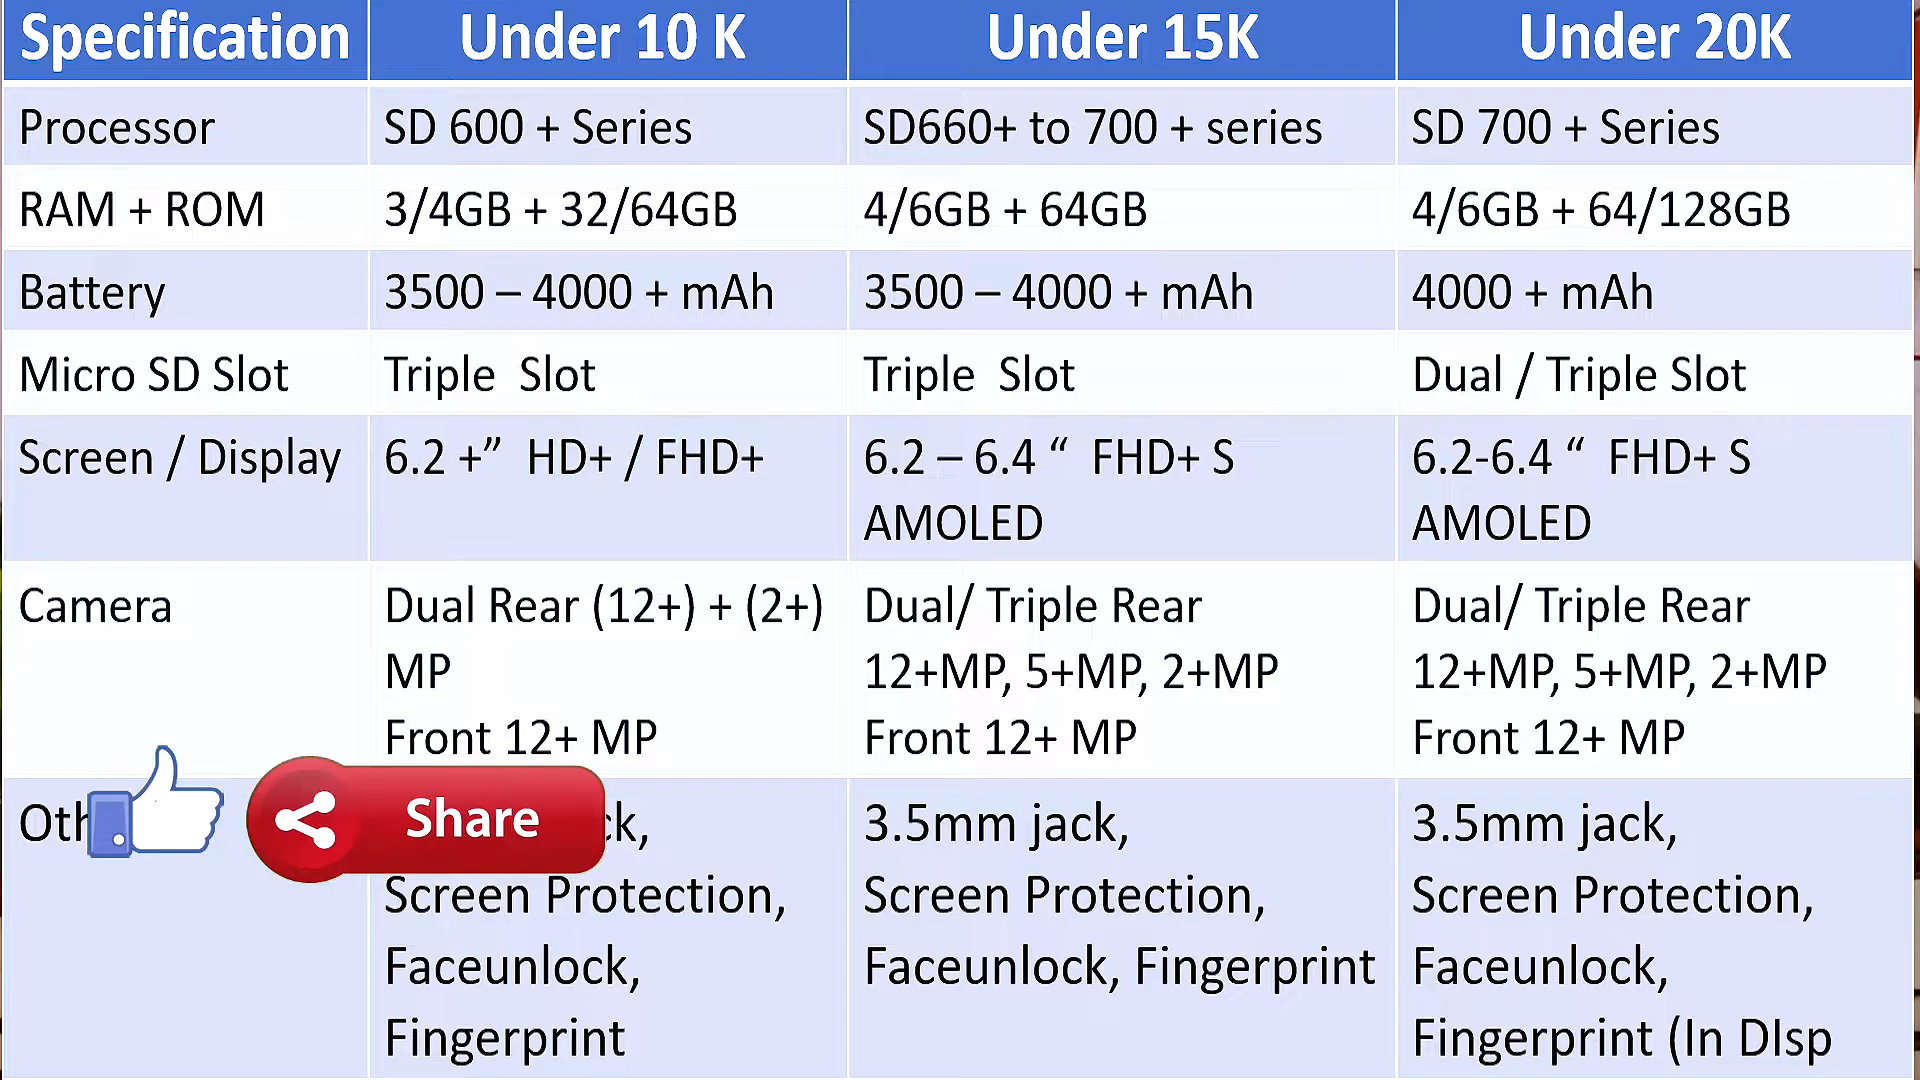 Specification Under 10 K Under 15K Under 20K
Processor SD 600 + Series SD660+ to 700 + series SD 700 + Series
RAM + ROM 3/4GB + 32/64GB 4/6GB + 64GB 4/6GB + 64/128GB
Battery 3500 – 4000 + mAh 3500 – 4000 + mAh 4000 + mAh
Micro SD Slot Triple Slot Triple Slot Dual / Triple Slot
Screen / Display 6.2 +” HD+ / FHD+ 6.2 – 6.4 “ FHD+ S 6.2-6.4 “ FHD+ S
AMOLED AMOLED
Camera Dual Rear (12+) + (2+) Dual/ Triple Rear Dual/ Triple Rear
MP 12+MP, 5+MP, 2+MP 12+MP, 5+MP, 2+MP
Front 12+ MP Front 12+ MP Front 12+ MP
Share 3.5mm jack, 3.5mm jack,
Screen Protection, Screen Protection, Screen Protection,
Faceunlock, Faceunlock, Fingerprint Faceunlock,
Fingerprint Fingerprint (In DIsp